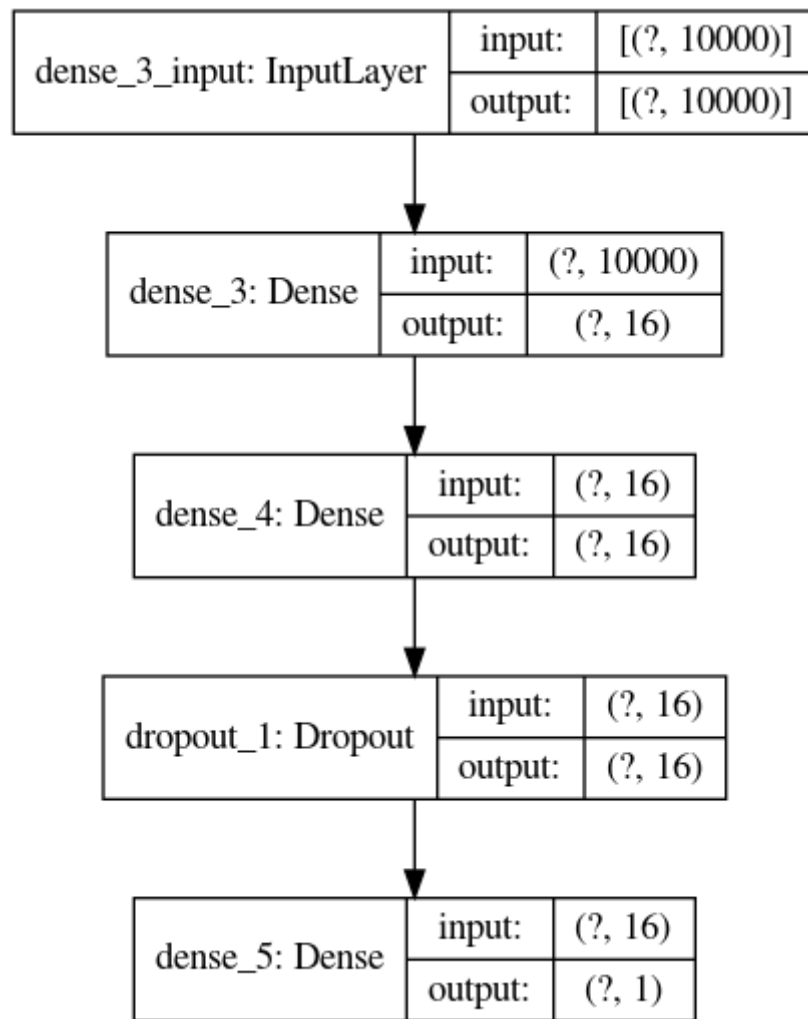 dense_3_input: InputLayer
input: [(?, 10000)]
output: [(?, 10000)]
dense_3: Dense
input: (?, 10000)
output: (?, 16)
dense_4: Dense
input: (?, 16)
output: (?, 16)
dropout_1: Dropout
input: (?, 16)
output: (?, 16)
dense_5: Dense
input: (?, 16)
output: (?, 1)